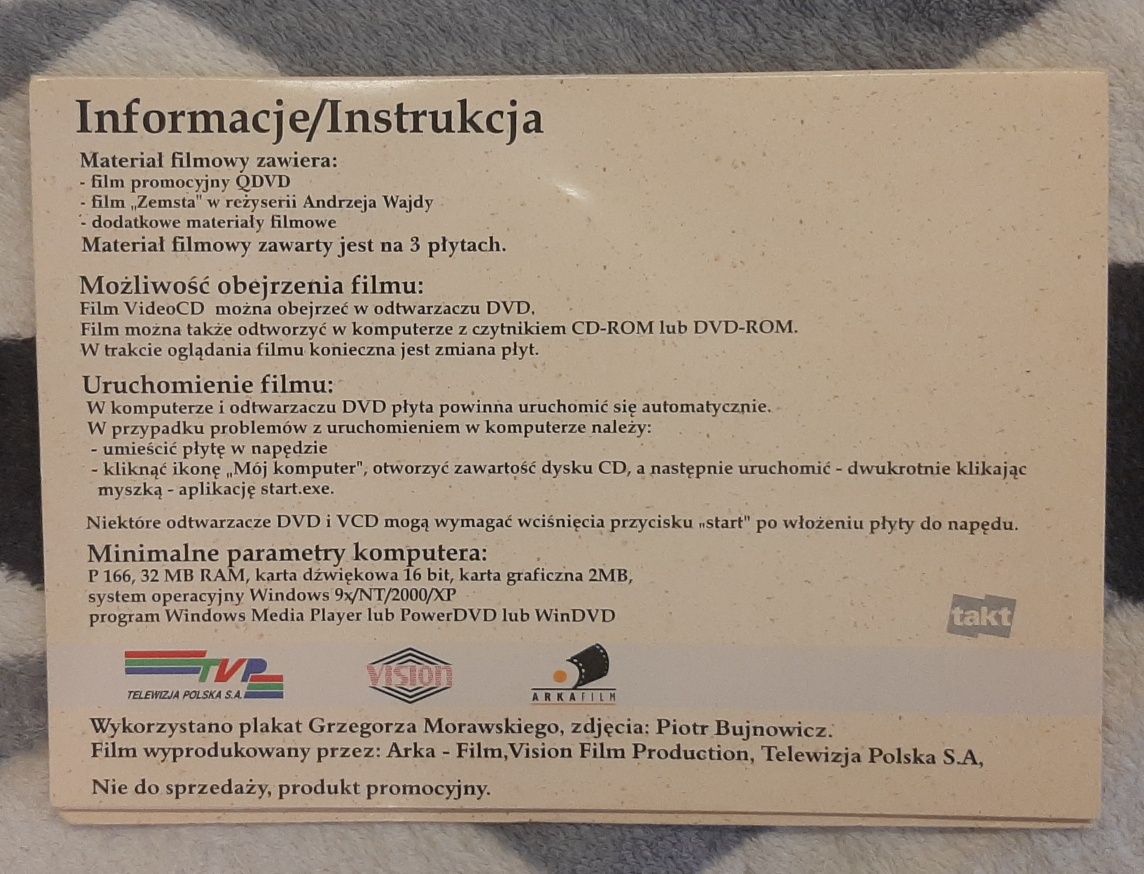 Informacje/Instrukcja
Materiał filmowy zawiera:
- film promocyjny QDVD
- film „Zemsta" w reżyserii Andrzeja Wajdy
- dodatkowe materiały filmowe
Materiał filmowy zawarty jest na 3 płytach.
Możliwość obejrzenia filmu:
Film VideoCD można obejrzeć w odtwarzaczu DVD,
Film można także odtworzyć w komputerze z czytnikiem CD-ROM lub DVD-ROM.
W trakcie oglądania filmu konieczna jest zmiana płyt.
Uruchomienie filmu:
W komputerze i odtwarzaczu DVD płyta powinna uruchomić się automatycznie.
W przypadku problemów z uruchomieniem w komputerze należy:
- umieścić płytę w napędzie
- kliknąć ikonę „Mój komputer", otworzyć zawartość dysku CD, a następnie uruchomić - dwukrotnie klikając
myszką - aplikację start.exe.
Niektóre odtwarzacze DVD i VCD mogą wymagać wciśnięcia przycisku „start" po włożeniu płyty do napędu.
Minimalne parametry komputera:
P 166, 32 MB RAM, karta dźwiękowa 16 bit, karta graficzna 2MB,
system operacyjny Windows 9x/NT/2000/XP
program Windows Media Player lub PowerDVD lub WinDVD
takt
TVP
TELEWIZJA POLSKA S.A.
VISION
ARKAFILM
Wykorzystano plakat Grzegorza Morawskiego, zdjęcia: Piotr Bujnowicz.
Film wyprodukowany przez: Arka - Film,Vision Film Production, Telewizja Polska S.A,
Nie do sprzedaży, produkt promocyjny.